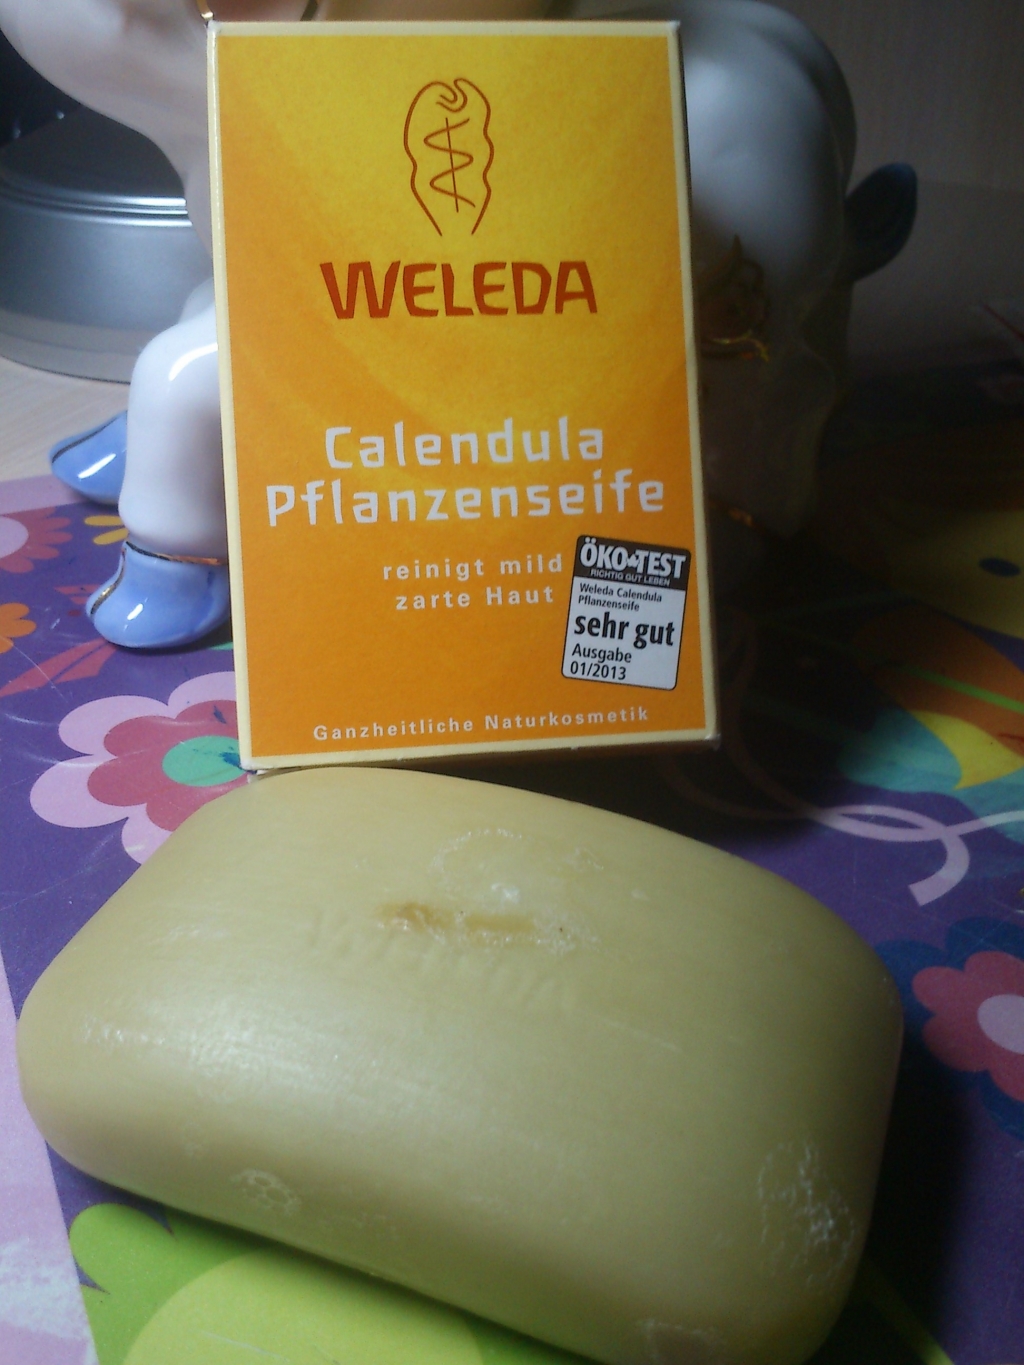 WELEDA
Calendula
Pflanzenseife
reinigt mild
zarte Haut
ÖKO-TEST
RICHTIG GUT LEBEN
Weleda Calendula
Pflanzenseife
sehr gut
Ausgabe
01/2013
Ganzheitliche Naturkosmetik
WELEDA